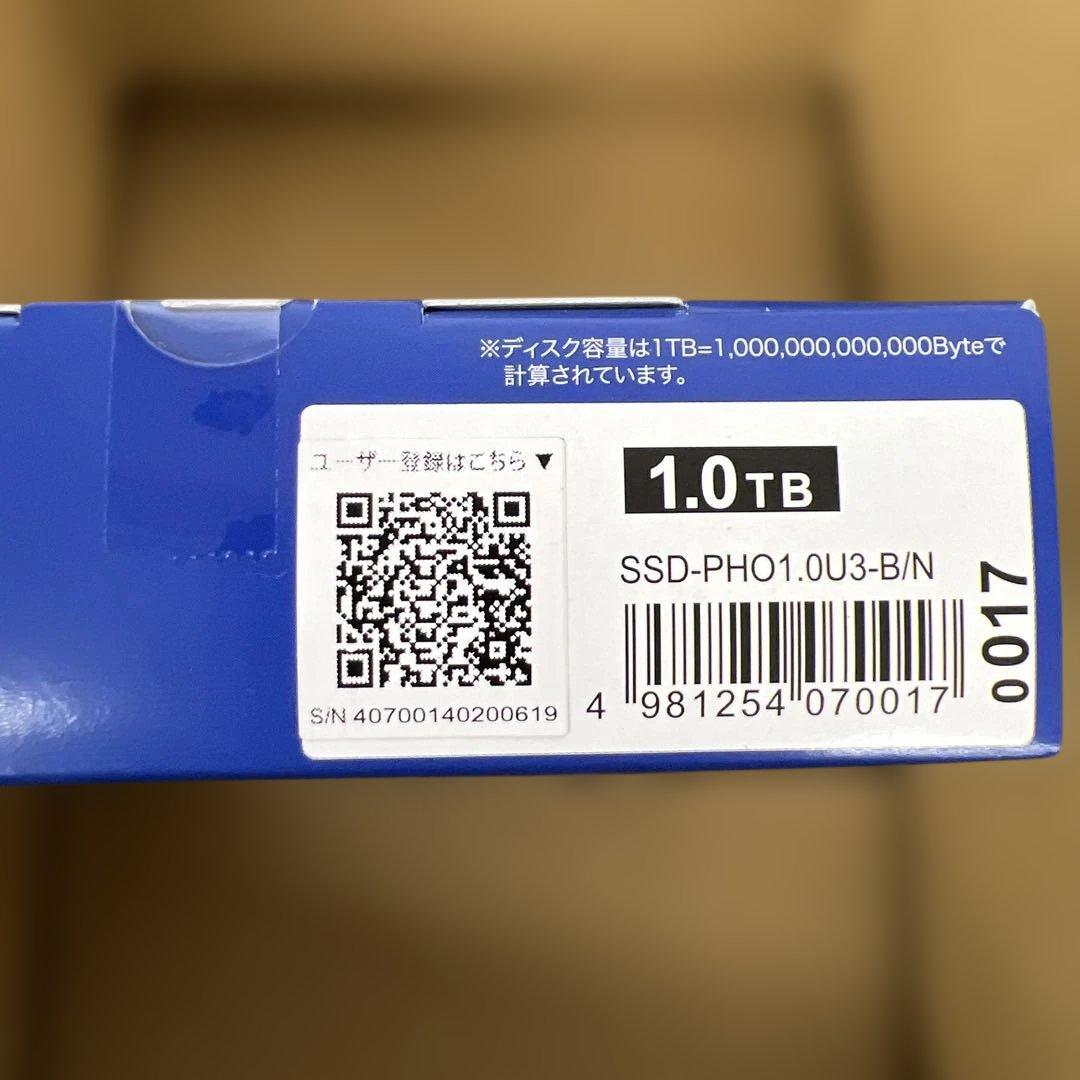 ※ディスク容量は1TB=1,000,000,000,000Byteで
計算されています。
ユーザー登録はこちら▼
S/N 40700140200619
1.0TB
SSD-PHO1.0U3-B/N
4 981254 070017
0017